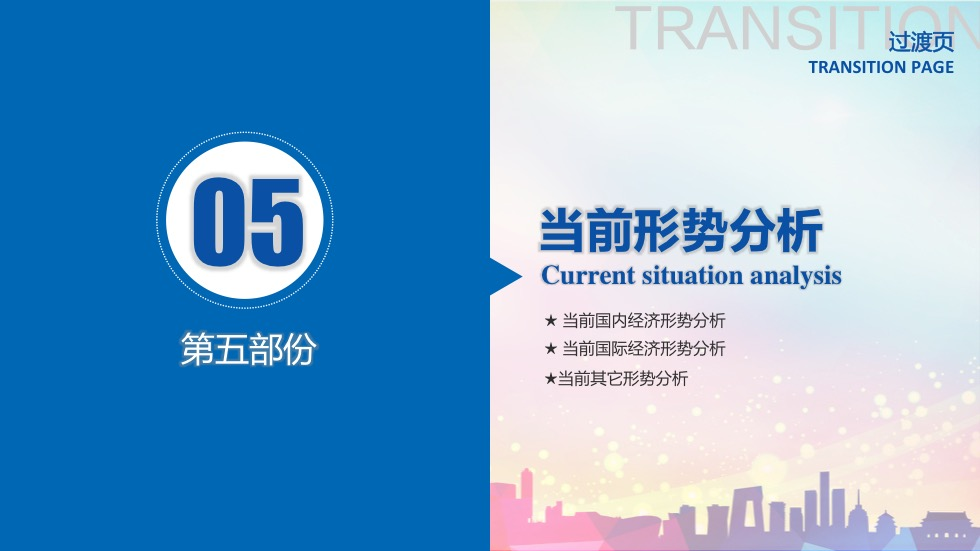 05
第五部份
TRANSITION
过渡页
TRANSITION PAGE
当前形势分析
Current situation analysis
★ 当前国内经济形势分析
★ 当前国际经济形势分析
★当前其它形势分析